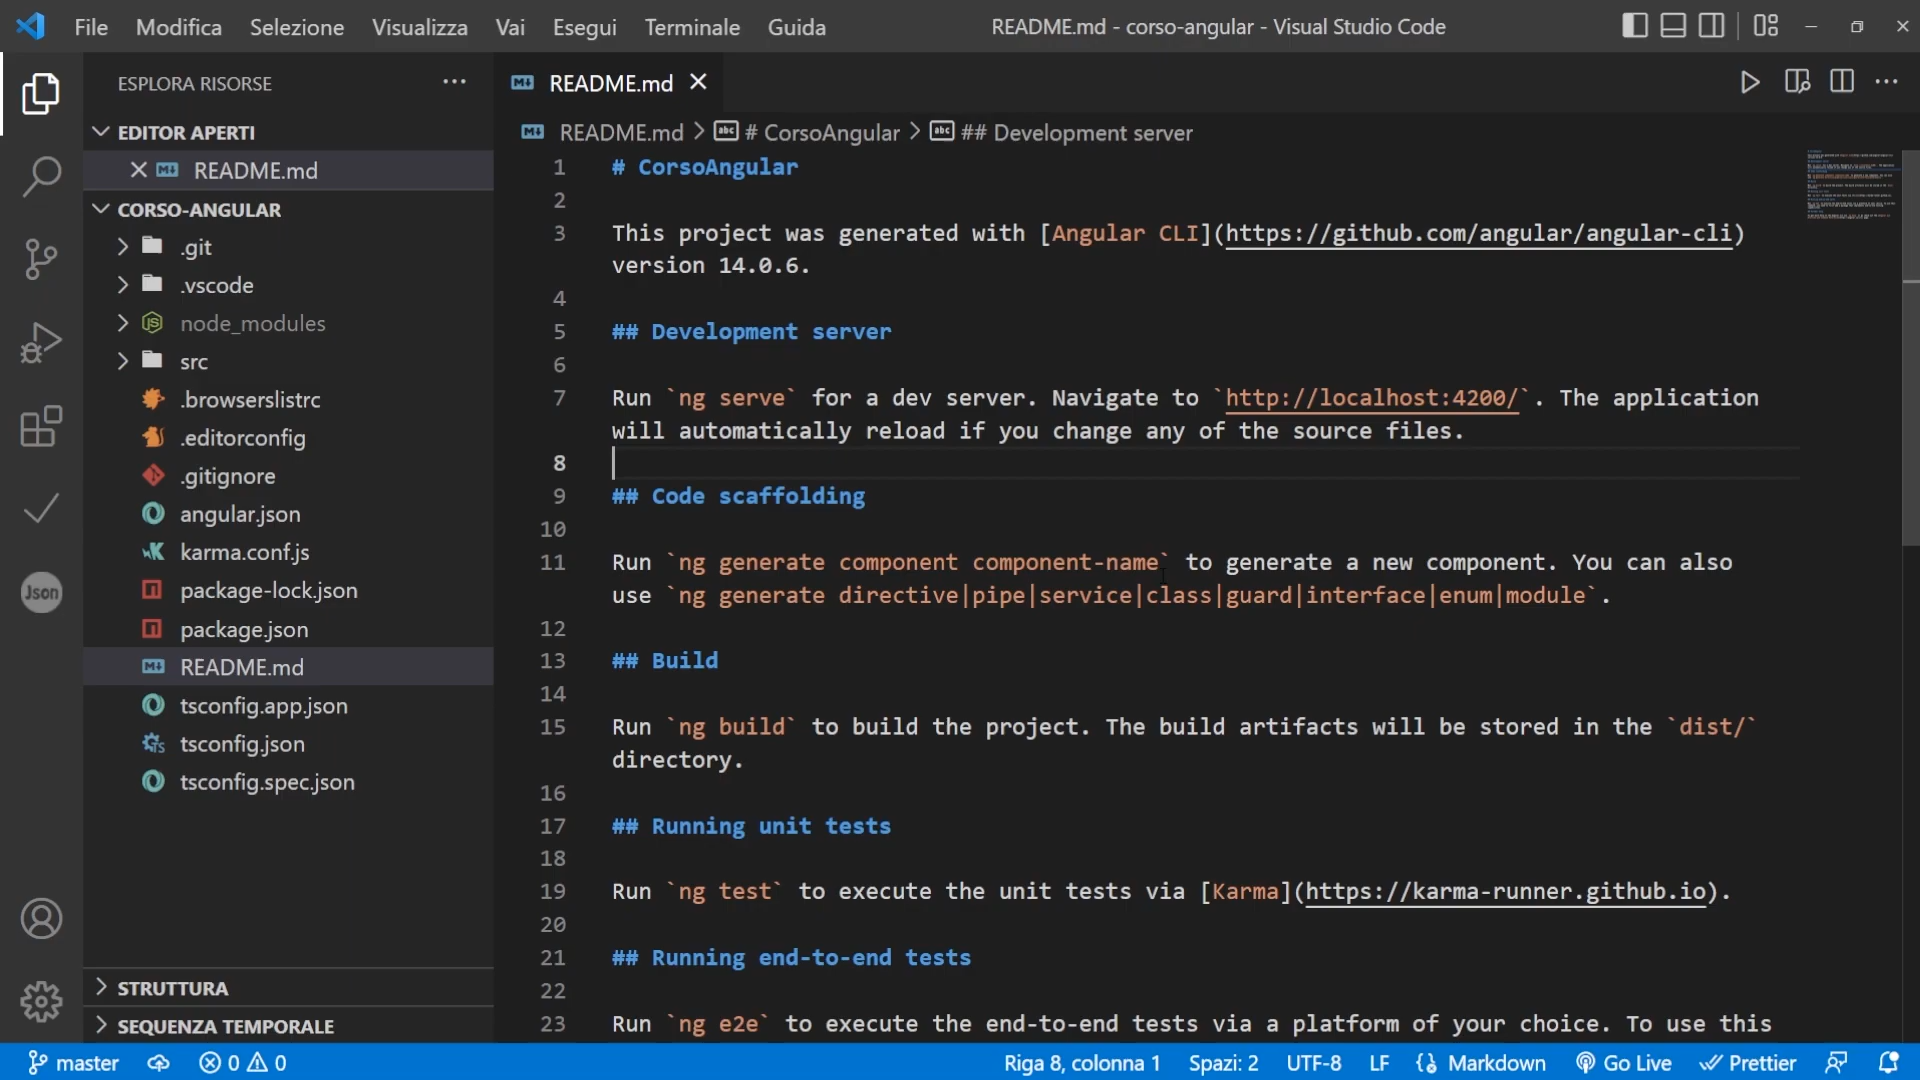 File Modifica Selezione Visualizza Vai Esegui Terminale Guida README.md - corso-angular - Visual Studio Code
ESPLORA RISORSE
EDITOR APERTI
README.md
CORSO-ANGULAR
.git
.vscode
node_modules
src
.browserslistrc
.editorconfig
.gitignore
angular.json
karma.conf.js
package-lock.json
package.json
README.md
tsconfig.app.json
tsconfig.json
tsconfig.spec.json
STRUTTURA
SEQUENZA TEMPORALE
Json
README.md
README.md > # CorsoAngular > ## Development server
1 # CorsoAngular
2
3 This project was generated with [Angular CLI](https://github.com/angular/angular-cli)
version 14.0.6.
4
5 ## Development server
6
7 Run `ng serve` for a dev server. Navigate to `http://localhost:4200/`. The application
will automatically reload if you change any of the source files.
8
9 ## Code scaffolding
10
11 Run `ng generate component component-name` to generate a new component. You can also
use `ng generate directive|pipe|service|class|guard|interface|enum|module`.
12
13 ## Build
14
15 Run `ng build` to build the project. The build artifacts will be stored in the `dist/`
directory.
16
17 ## Running unit tests
18
19 Run `ng test` to execute the unit tests via [Karma](https://karma-runner.github.io).
20
21 ## Running end-to-end tests
22
23 Run `ng e2e` to execute the end-to-end tests via a platform of your choice. To use this
master 0 0 Riga 8, colonna 1 Spazi: 2 UTF-8 LF Markdown Go Live Prettier